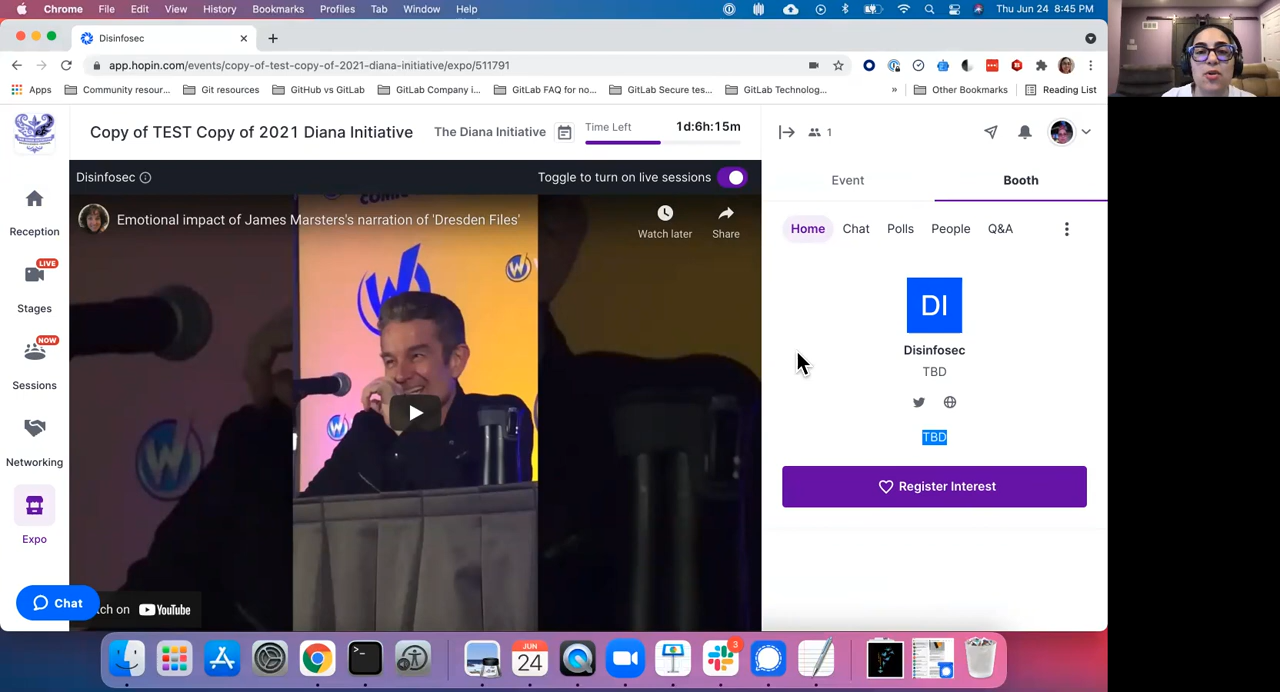 Chrome File Edit View History Bookmarks Profiles Tab Window Help Thu Jun 24 8:45 PM
Disinfosec
app.hopin.com/events/copy-of-test-copy-of-2021-diana-initiative/expo/511791
Apps Community resour... Git resources GitHub vs GitLab GitLab Company i... GitLab FAQ for no... GitLab Secure tes... GitLab Technolog... » Other Bookmarks Reading List
Copy of TEST Copy of 2021 Diana Initiative The Diana Initiative Time Left 1d:6h:15m 1
Disinfosec Toggle to turn on live sessions
Emotional impact of James Marsters's narration of 'Dresden Files'
Watch later Share
Reception
LIVE
Stages
NOW
Sessions
Networking
Expo
Chat
tch on YouTube
Event Booth
Home Chat Polls People Q&A
DI
Disinfosec
TBD
TBD
Register Interest
JUN
24
3